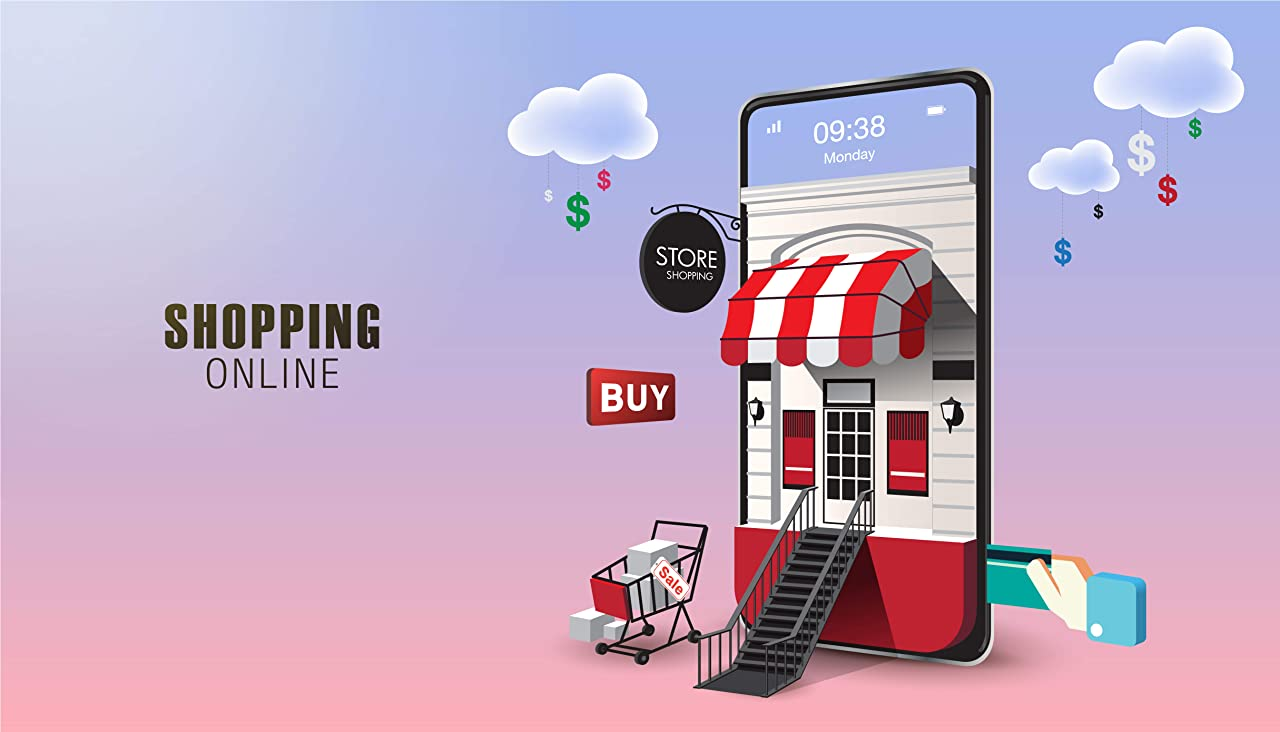 SHOPPING
ONLINE
$
$
$
STORE
SHOPPING
BUY
Sale
09:38
Monday
$
$
$
$
$